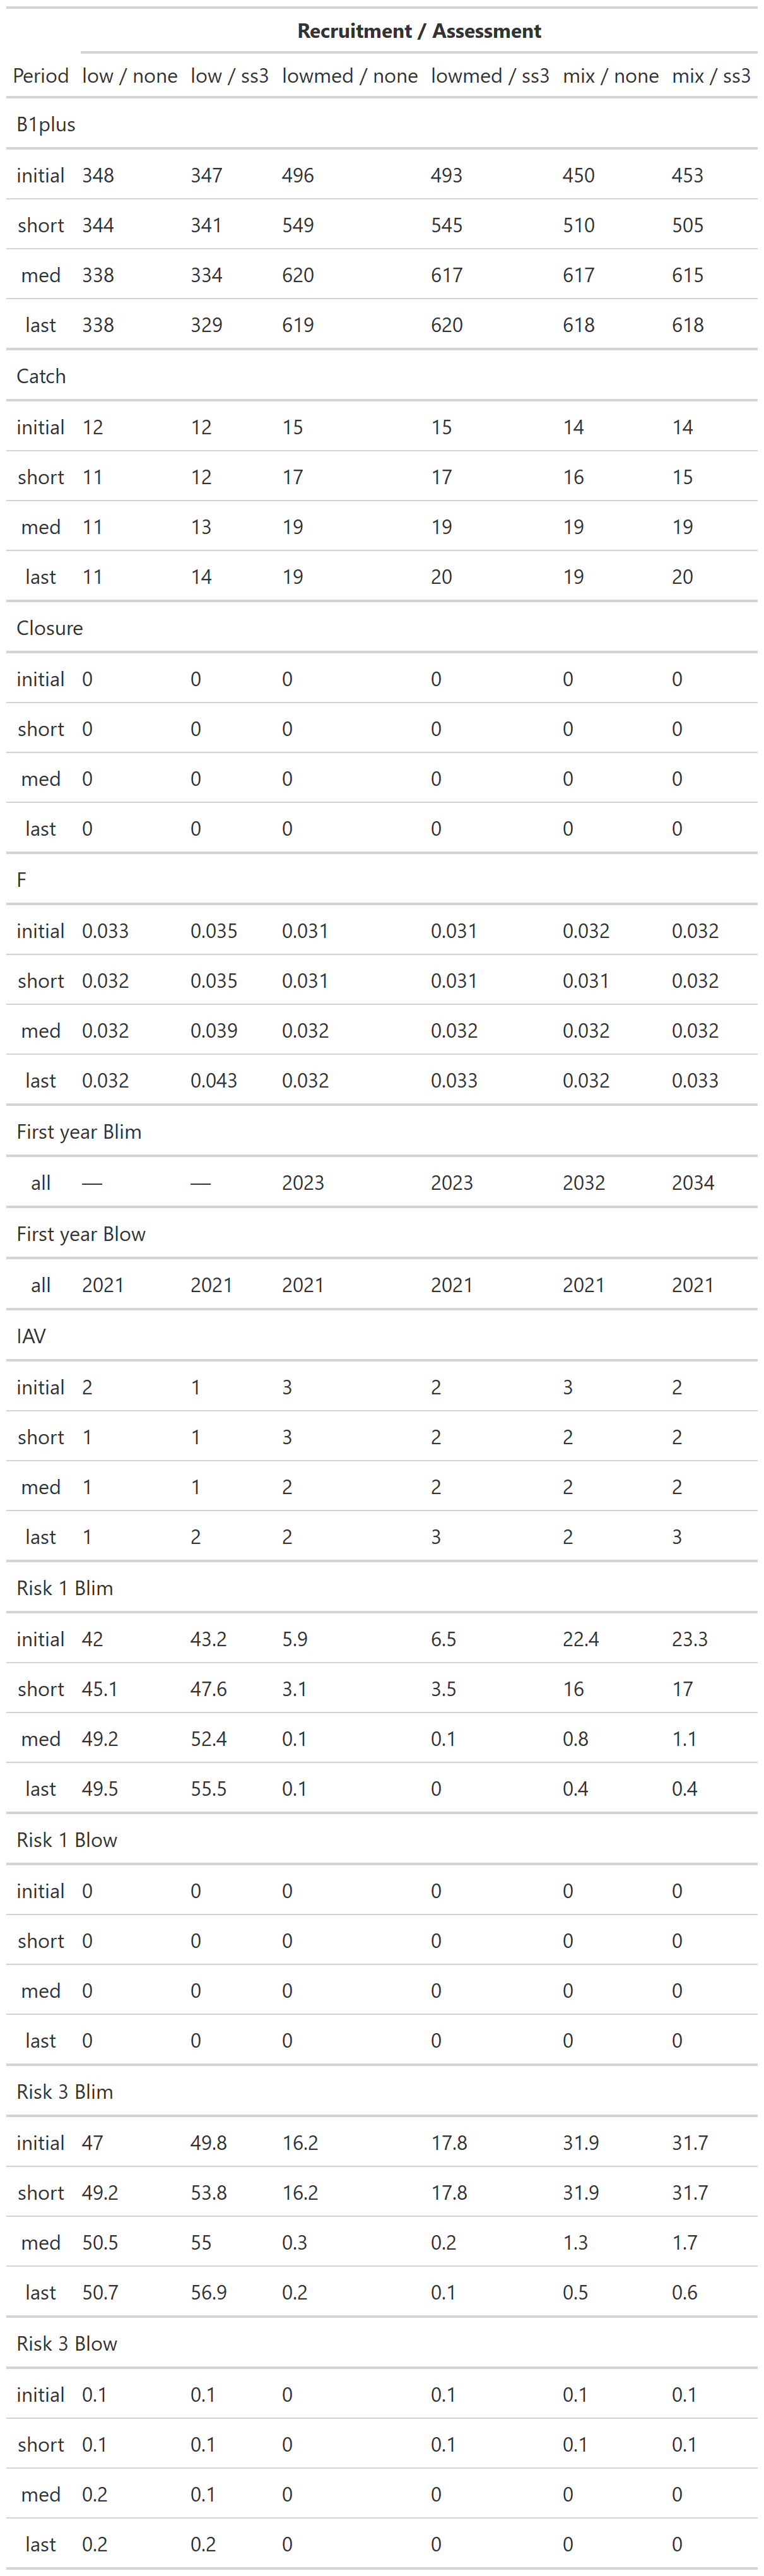 Recruitment / Assessment
Period low / none low / ss3 lowmed / none lowmed / ss3 mix / none mix / ss3
B1plus
initial 348 347 496 493 450 453
short 344 341 549 545 510 505
med 338 334 620 617 617 615
last 338 329 619 620 618 618
Catch
initial 12 12 15 15 14 14
short 11 12 17 17 16 15
med 11 13 19 19 19 19
last 11 14 19 20 19 20
Closure
initial 0 0 0 0 0 0
short 0 0 0 0 0 0
med 0 0 0 0 0 0
last 0 0 0 0 0 0
F
initial 0.033 0.035 0.031 0.031 0.032 0.032
short 0.032 0.035 0.031 0.031 0.031 0.032
med 0.032 0.039 0.032 0.032 0.032 0.032
last 0.032 0.043 0.032 0.033 0.032 0.033
First year Blim
all — — 2023 2023 2032 2034
First year Blow
all 2021 2021 2021 2021 2021 2021
IAV
initial 2 1 3 2 3 2
short 1 1 3 2 2 2
med 1 1 2 2 2 2
last 1 2 2 3 2 3
Risk 1 Blim
initial 42 43.2 5.9 6.5 22.4 23.3
short 45.1 47.6 3.1 3.5 16 17
med 49.2 52.4 0.1 0.1 0.8 1.1
last 49.5 55.5 0.1 0 0.4 0.4
Risk 1 Blow
initial 0 0 0 0 0 0
short 0 0 0 0 0 0
med 0 0 0 0 0 0
last 0 0 0 0 0 0
Risk 3 Blim
initial 47 49.8 16.2 17.8 31.9 31.7
short 49.2 53.8 16.2 17.8 31.9 31.7
med 50.5 55 0.3 0.2 1.3 1.7
last 50.7 56.9 0.2 0.1 0.5 0.6
Risk 3 Blow
initial 0.1 0.1 0 0.1 0.1 0.1
short 0.1 0.1 0 0.1 0.1 0.1
med 0.2 0.1 0 0 0 0
last 0.2 0.2 0 0 0 0